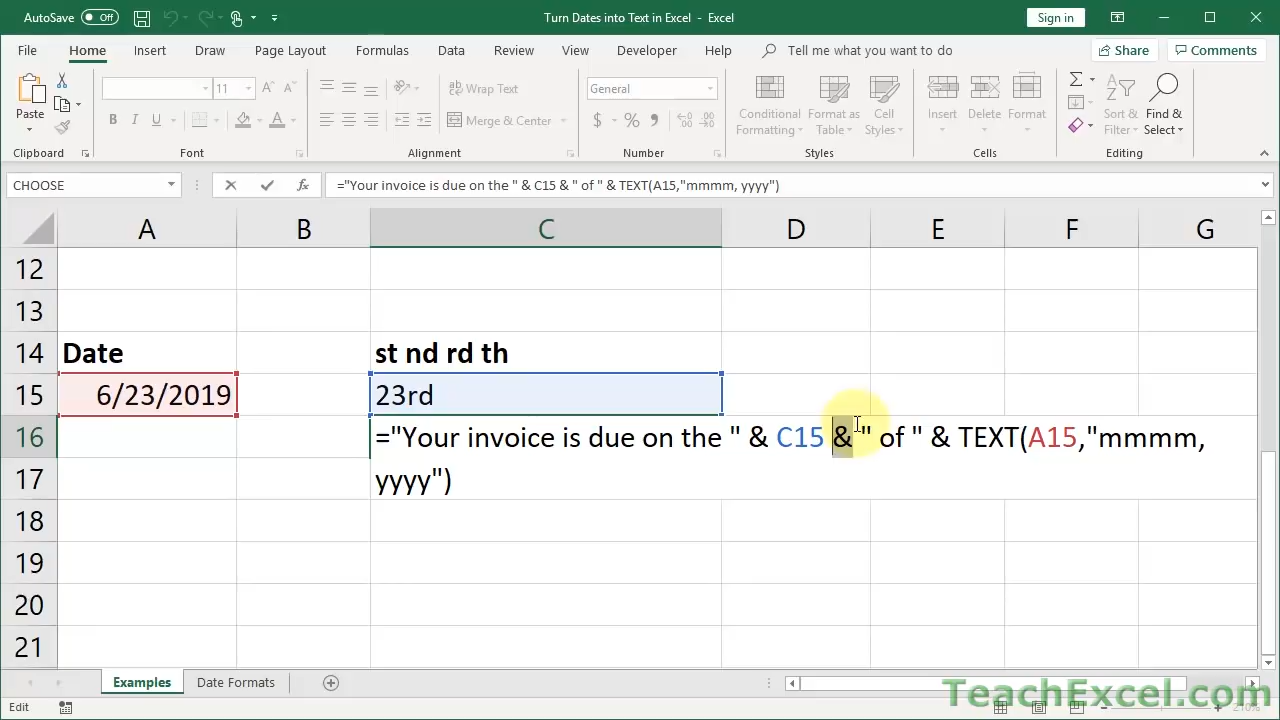 AutoSave Off
Turn Dates into Text in Excel - Excel
Sign in
File Home Insert Draw Page Layout Formulas Data Review View Developer Help Tell me what you want to do Share Comments
Paste
Clipboard
11
B I U A
Font
Wrap Text
Merge & Center
Alignment
General
$ % 9
Number
Conditional Formatting
Format as Table
Cell Styles
Styles
Insert Delete Format
Cells
Sort & Filter
Find & Select
Editing
CHOOSE
fx
="Your invoice is due on the " & C15 & " of " & TEXT(A15,"mmmm, yyyy")
A B C D E F G
12
13
14 Date st nd rd th
15 6/23/2019 23rd
16 ="Your invoice is due on the " & C15 & " of " & TEXT(A15,"mmmm,
17 yyyy")
18
19
20
21
Examples Date Formats
Edit
TeachExcel.com